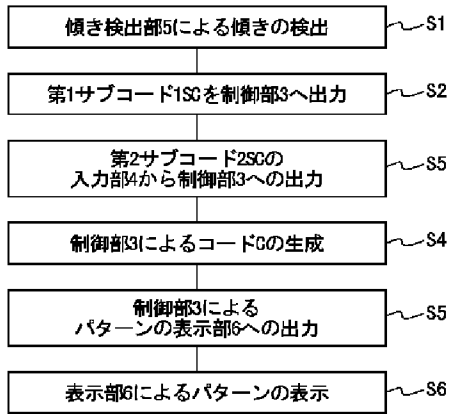 傾き検出部5による傾きの検出
S1
第1サブコード1SCを制御部3へ出力
S2
第2サブコード2SCの
入力部4から制御部3への出力
S5
制御部3によるコードCの生成
S4
制御部3による
パターンの表示部6への出力
S5
表示部6によるパターンの表示
S6